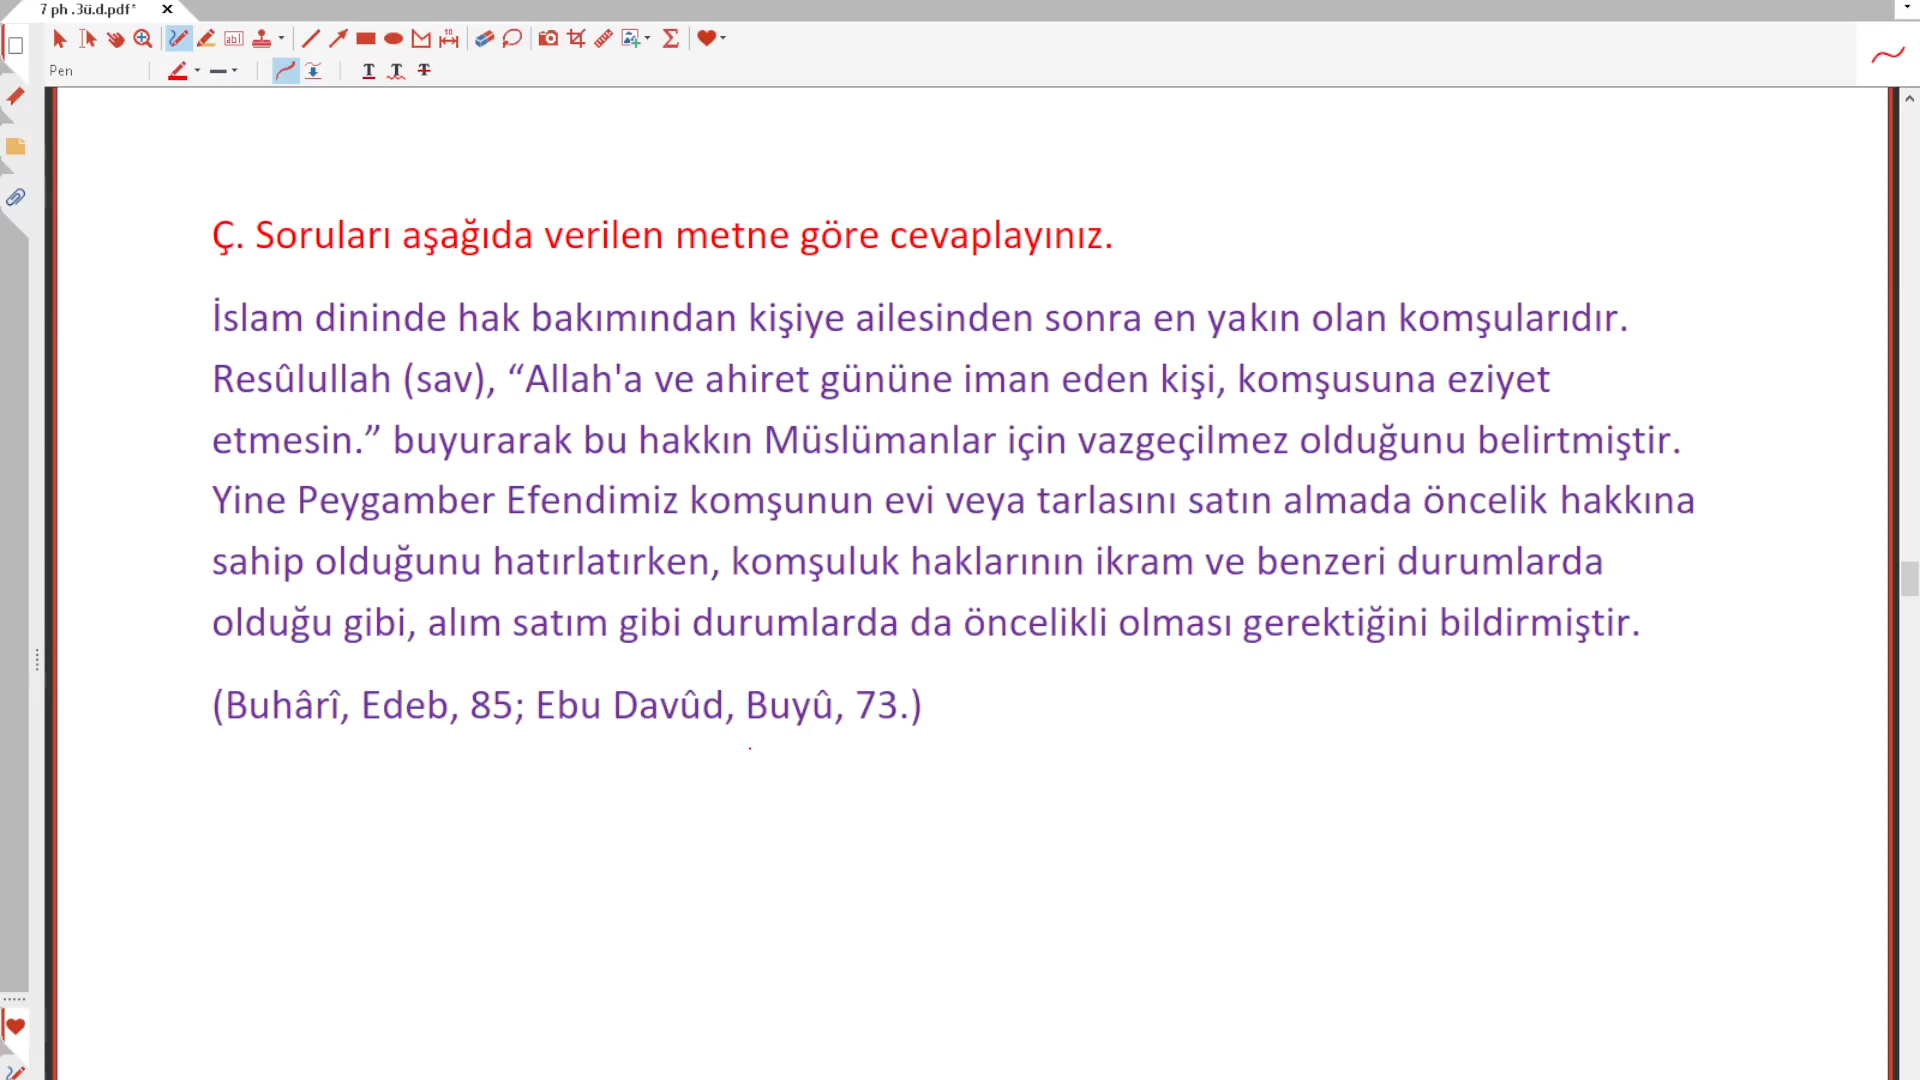 7 ph .3ü.d.pdf*
Pen
Ç. Soruları aşağıda verilen metne göre cevaplayınız.
İslam dininde hak bakımından kişiye ailesinden sonra en yakın olan komşularıdır.
Resûlullah (sav), “Allah'a ve ahiret gününe iman eden kişi, komşusuna eziyet
etmesin.” buyurarak bu hakkın Müslümanlar için vazgeçilmez olduğunu belirtmiştir.
Yine Peygamber Efendimiz komşunun evi veya tarlasını satın almada öncelik hakkına
sahip olduğunu hatırlatırken, komşuluk haklarının ikram ve benzeri durumlarda
olduğu gibi, alım satım gibi durumlarda da öncelikli olması gerektiğini bildirmiştir.
(Buhârî, Edeb, 85; Ebu Davûd, Buyû, 73.)